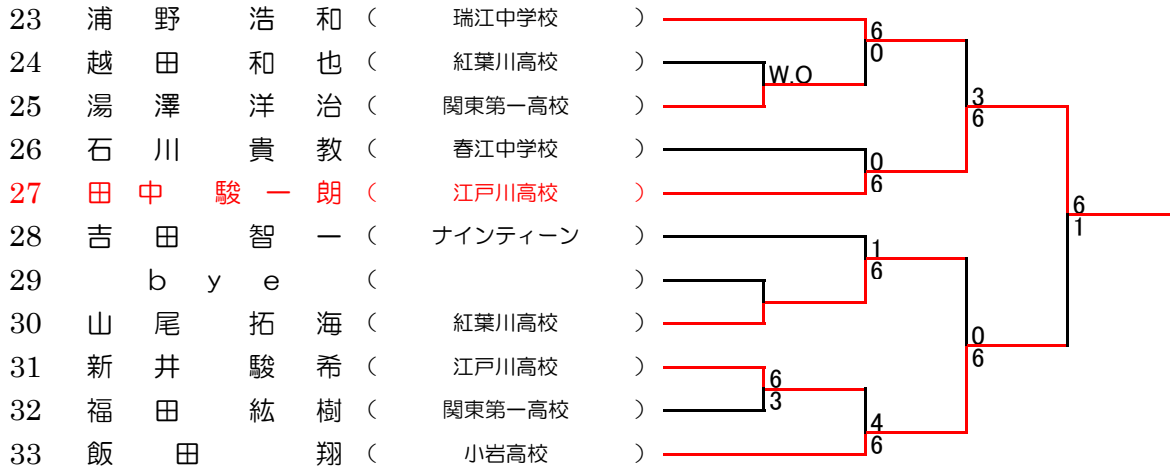 23 浦野 浩和 ( 瑞江中学校 )
6
0
24 越田 和也 ( 紅葉川高校 )
W.O
25 湯澤 洋治 ( 関東第一高校 )
3
6
26 石川 貴教 ( 春江中学校 )
0
6
27 田中 駿一朗 ( 江戸川高校 )
6
1
28 吉田 智一 ( ナインティーン )
1
6
29 bye ( )
30 山尾 拓海 ( 紅葉川高校 )
0
6
31 新井 駿希 ( 江戸川高校 )
6
3
32 福田 紘樹 ( 関東第一高校 )
4
6
33 飯田 翔 ( 小岩高校 )